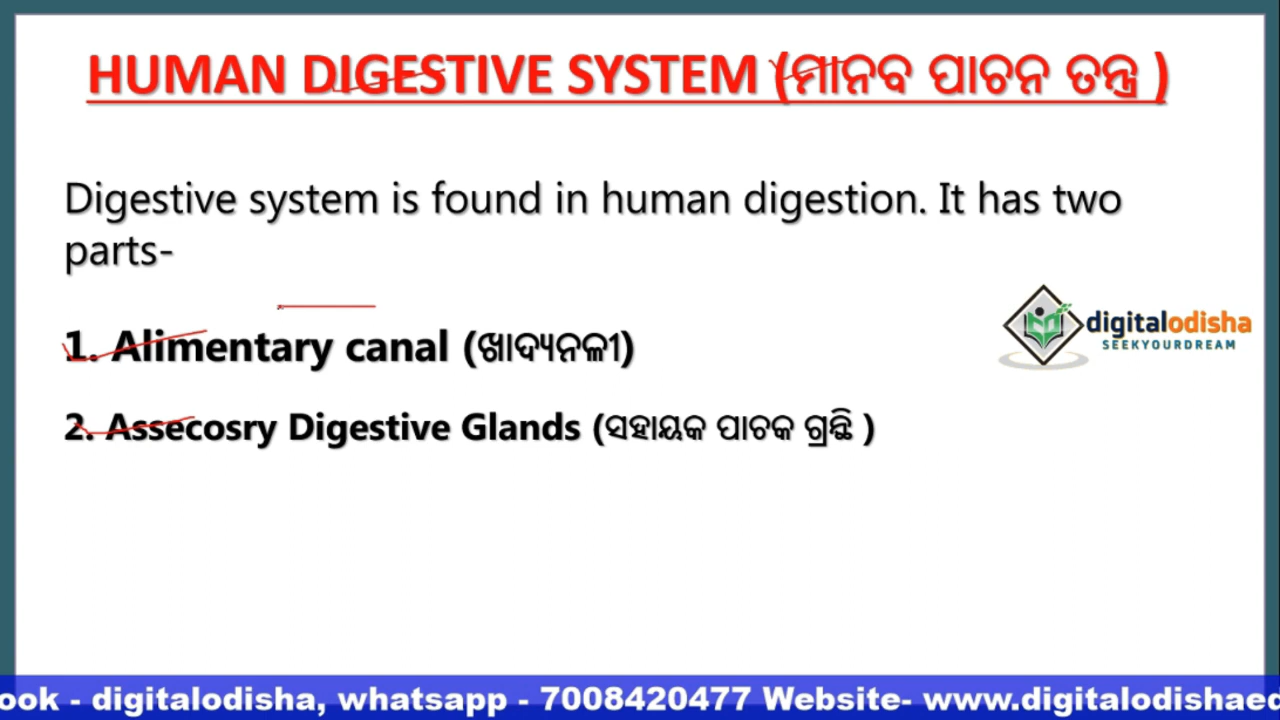 HUMAN DIGESTIVE SYSTEM (ମାନବ ପାଚନ ତନ୍ତ୍ର )
Digestive system is found in human digestion. It has two
parts-
1. Alimentary canal (ଖାଦ୍ୟନଳୀ)
digitalodisha
SEEKYOURDREAM
2. Assecosry Digestive Glands (ସହାୟକ ପାଚକ ଗ୍ରନ୍ଥି )
ook - digitalodisha, whatsapp - 7008420477 Website- www.digitalodishaed